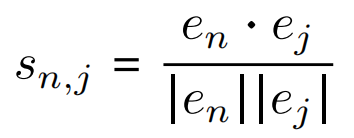 $s_{n,j} = \frac{e_n \cdot e_j}{|e_n||e_j|}$